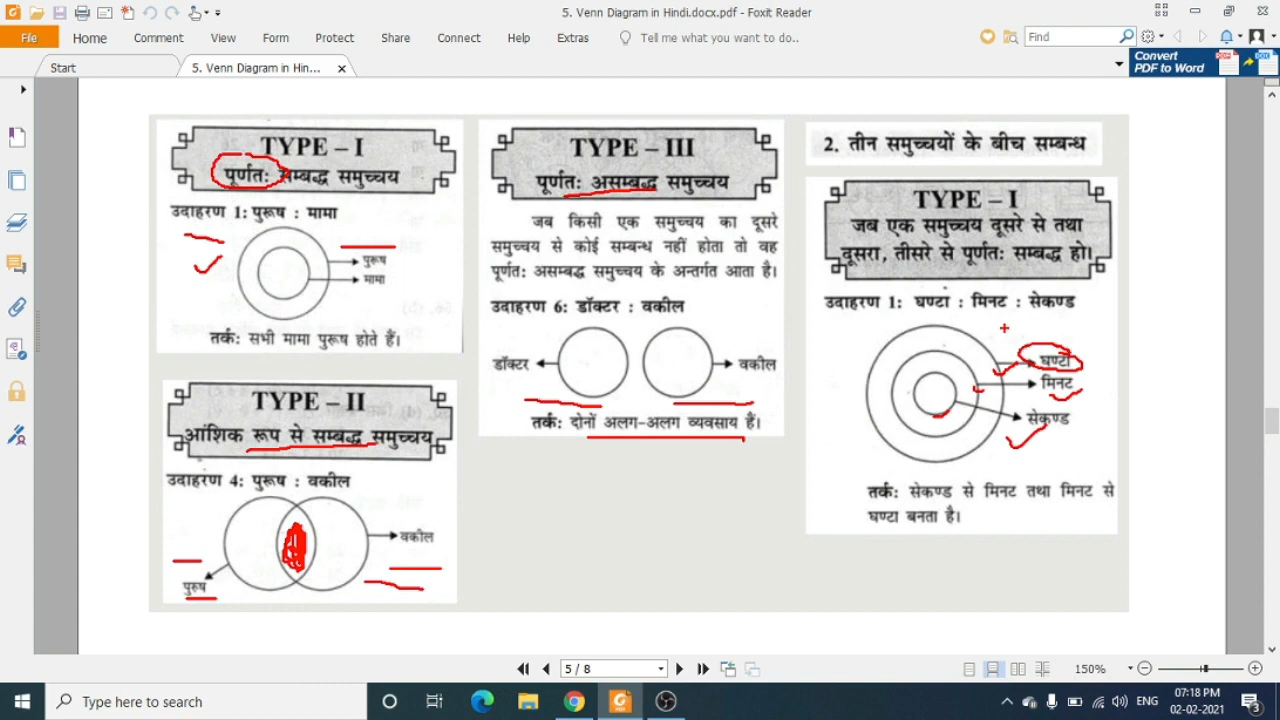 5. Venn Diagram in Hindi.docx.pdf - Foxit Reader
File
Home
Comment
View
Form
Protect
Share
Connect
Help
Extras
Tell me what you want to do..
Find
Start
5. Venn Diagram in Hin...
Convert
PDF to Word
TYPE – I
पूर्णतः सम्बद्ध समुच्चय
उदाहरण 1: पुरूष : मामा
पुरूष
मामा
तर्क: सभी मामा पुरूष होते हैं।
TYPE – II
आंशिक रूप से सम्बद्ध समुच्चय
उदाहरण 4: पुरूष : वकील
वकील
पुरुष
TYPE – III
पूर्णतः असम्बद्ध समुच्चय
जब किसी एक समुच्चय का दूसरे
समुच्चय से कोई सम्बन्ध नहीं होता तो वह
पूर्णतः असम्बद्ध समुच्चय के अन्तर्गत आता है।
उदाहरण 6: डॉक्टर : वकील
डॉक्टर
वकील
तर्क: दोनों अलग-अलग व्यवसाय हैं।
2. तीन समुच्चयों के बीच सम्बन्ध
TYPE – I
जब एक समुच्चय दूसरे से तथा
दूसरा, तीसरे से पूर्णतः सम्बद्ध हो।
उदाहरण 1: घण्टा : मिनट : सेकण्ड
घण्टा
मिनट
सेकण्ड
तर्क: सेकण्ड से मिनट तथा मिनट से
घण्टा बनता है।
5 / 8
150%
Type here to search
ENG
07:18 PM
02-02-2021
3